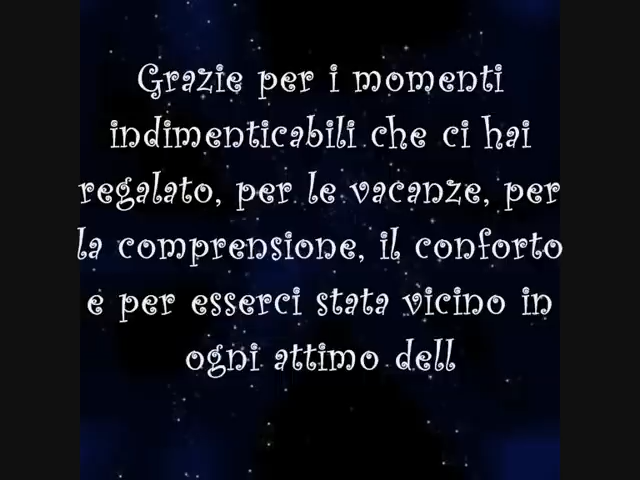 Grazie per i momenti
indimenticabili che ci hai
regalato, per le vacanze, per
la comprensione, il conforto
e per esserci stata vicino in
ogni attimo dell